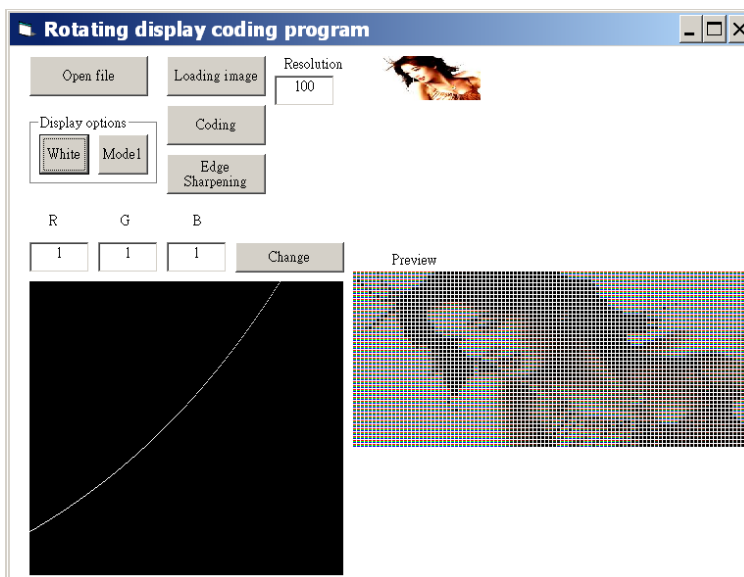 Rotating display coding program
Open file
Loading image
Resolution
100
Display options
White
Mode1
Coding
Edge
Sharpening
R
G
B
1
1
1
Change
Preview